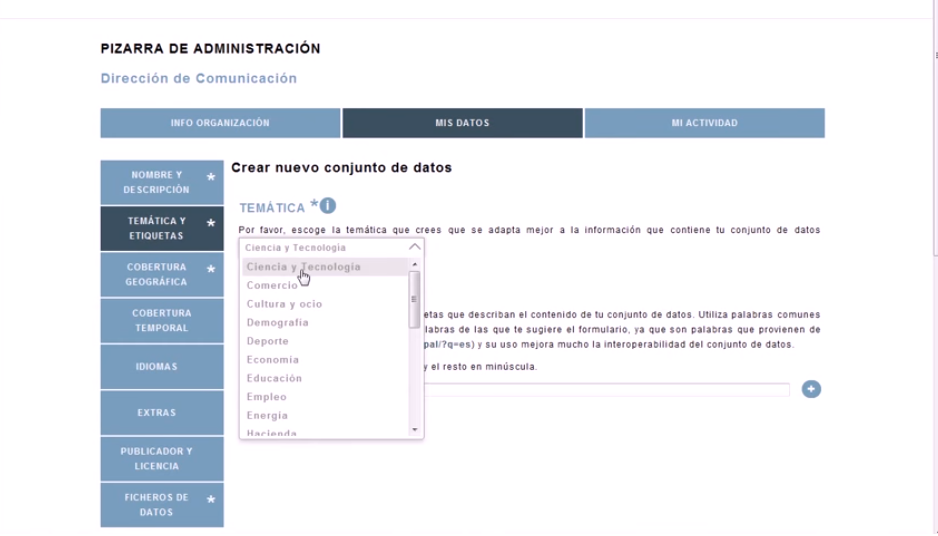 PIZARRA DE ADMINISTRACIÓN
Dirección de Comunicación
INFO ORGANIZACIÓN
MIS DATOS
MI ACTIVIDAD
NOMBRE Y *
DESCRIPCIÓN
TEMÁTICA Y *
ETIQUETAS
COBERTURA *
GEOGRÁFICA
COBERTURA
TEMPORAL
IDIOMAS
EXTRAS
PUBLICADOR Y
LICENCIA
FICHEROS DE *
DATOS
Crear nuevo conjunto de datos
TEMÁTICA * i
Por favor, escoge la temática que crees que se adapta mejor a la información que contiene tu conjunto de datos
Ciencia y Tecnología
Ciencia y Tecnología
Comercio
Cultura y ocio
Demografía
Deporte
Economía
Educación
Empleo
Energía
Hacienda
etas que describan el contenido de tu conjunto de datos. Utiliza palabras comunes
labras de las que te sugiere el formulario, ya que son palabras que provienen de
pal/?q=es) y su uso mejora mucho la interoperabilidad del conjunto de datos.
y el resto en minúscula.
+